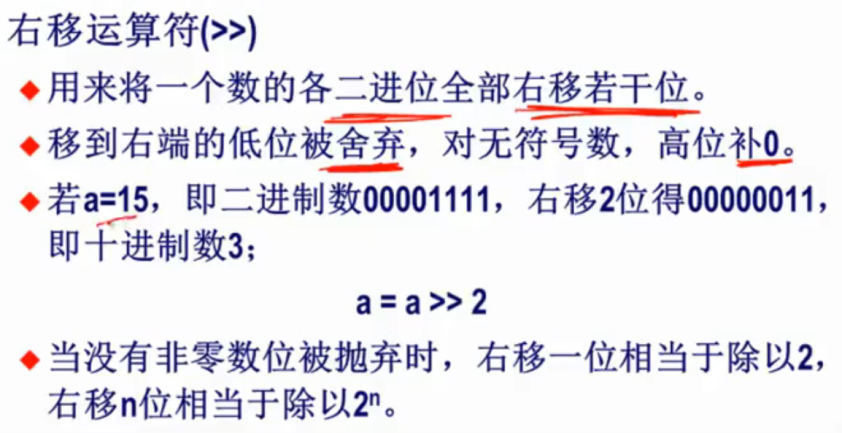 右移运算符(>>)
◆用来将一个数的各二进位全部右移若干位。
◆移到右端的低位被舍弃，对无符号数，高位补0。
◆若a=15，即二进制数00001111，右移2位得00000011，
即十进制数3；
a = a >> 2
◆当没有非零数位被抛弃时，右移一位相当于除以2，
右移n位相当于除以2ⁿ。